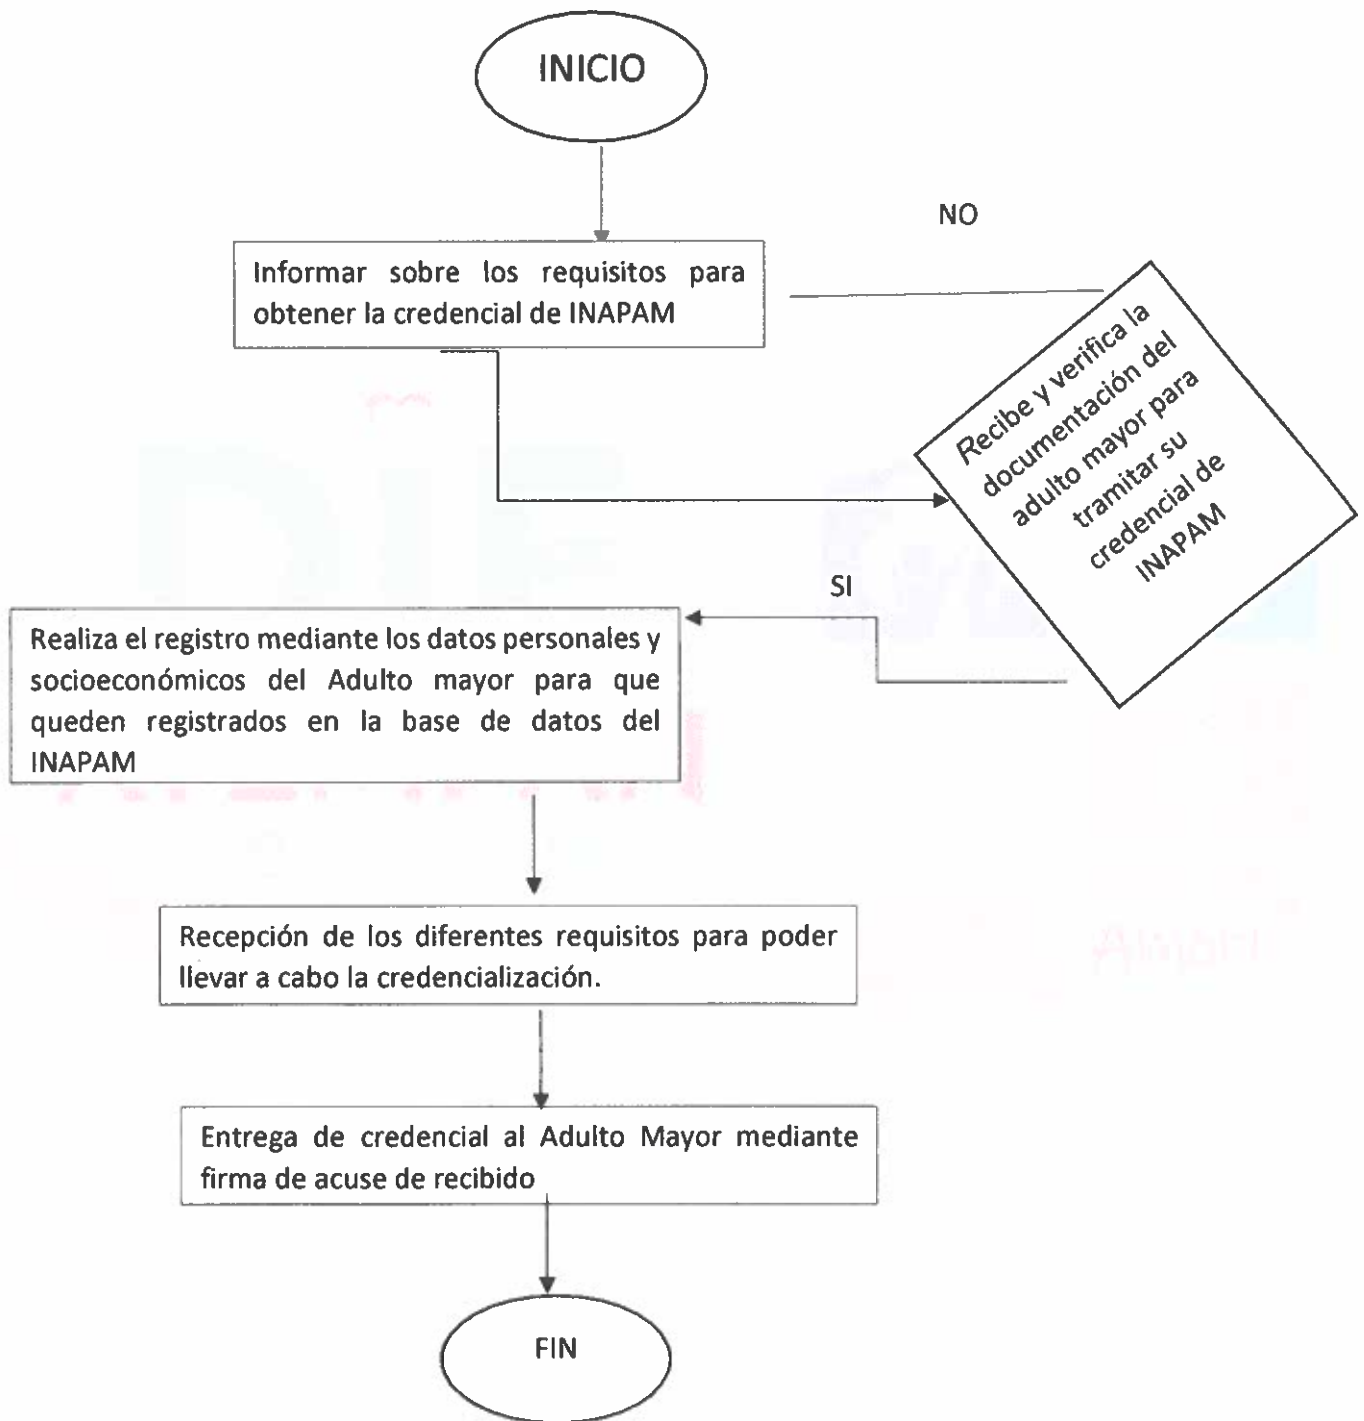 INICIO
NO
Informar sobre los requisitos para
obtener la credencial de INAPAM
Recibe y verifica la
documentación del
adulto mayor para
tramitar su
credencial de
INAPAM
SI
Realiza el registro mediante los datos personales y
socioeconómicos del Adulto mayor para que
queden registrados en la base de datos del
INAPAM
Recepción de los diferentes requisitos para poder
llevar a cabo la credencialización.
Entrega de credencial al Adulto Mayor mediante
firma de acuse de recibido
FIN